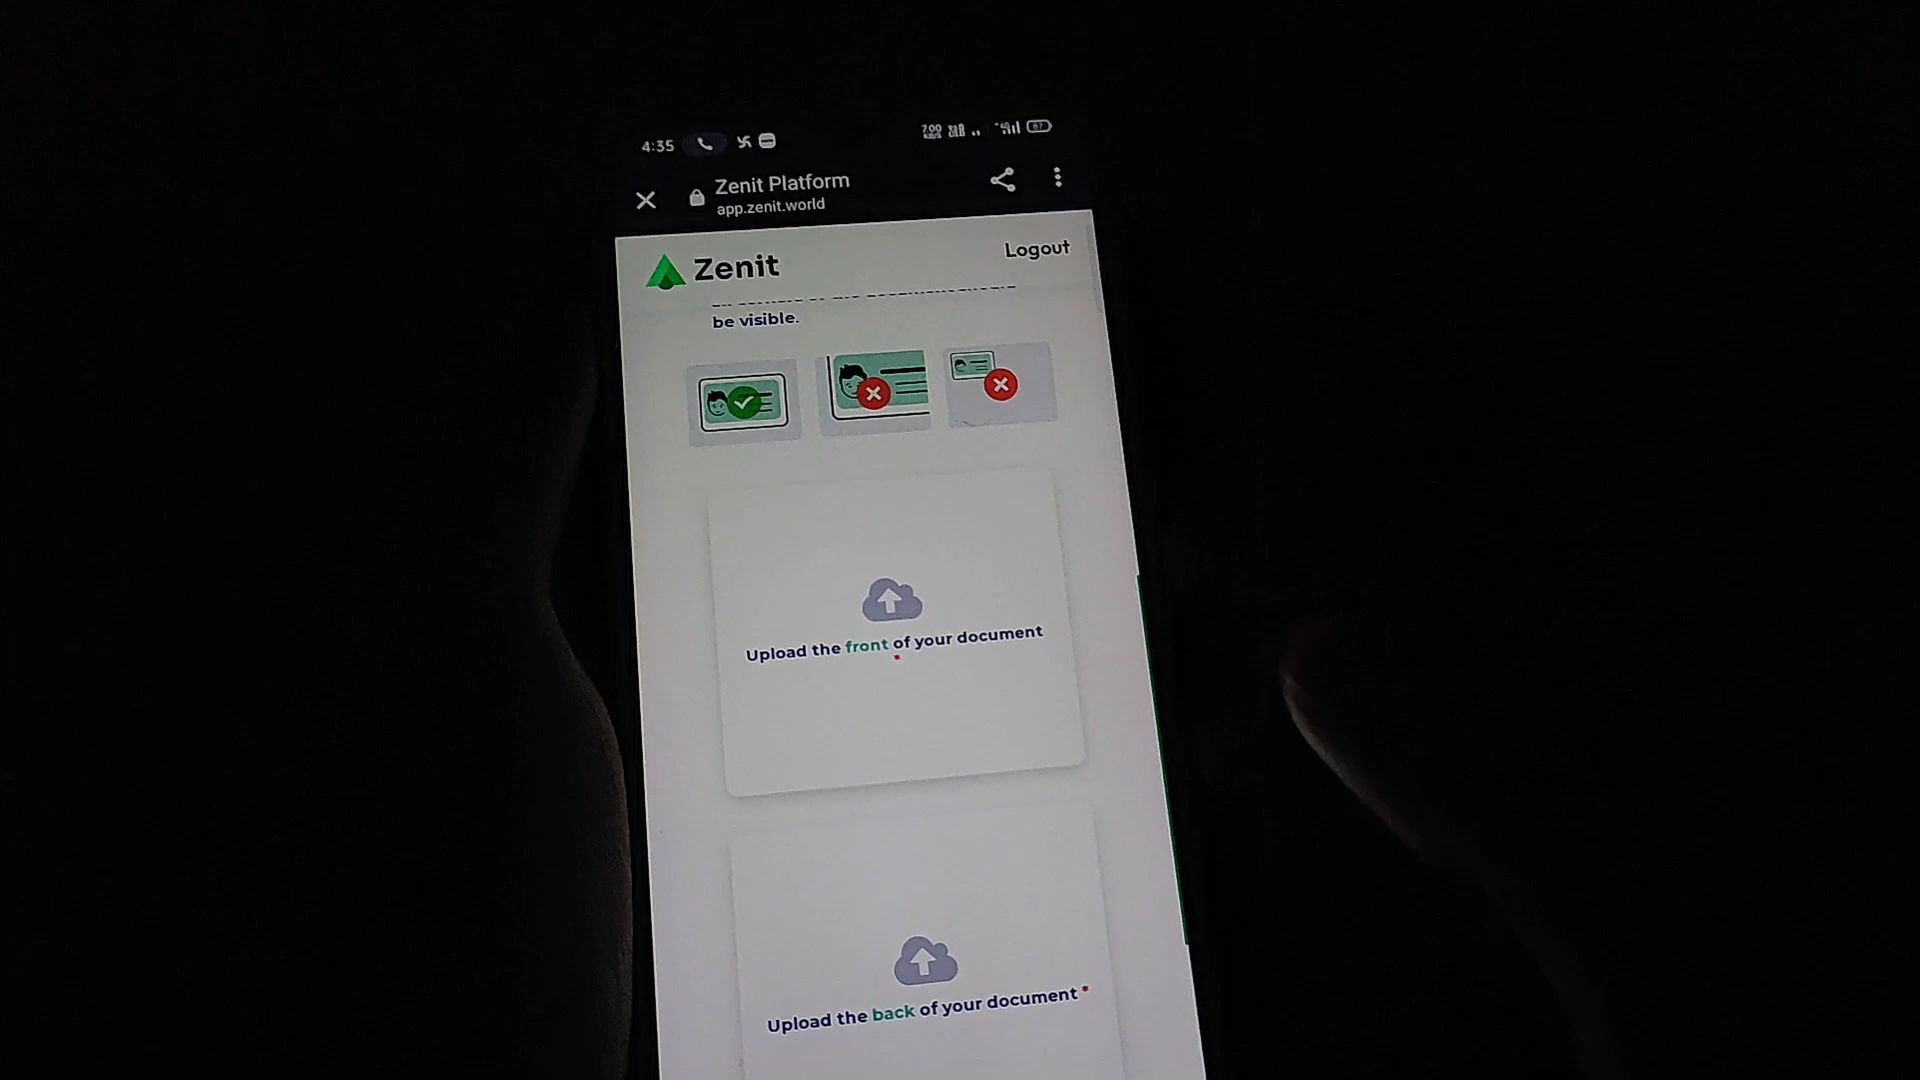 4:35
Zenit Platform
app.zenit.world
Zenit
Logout
be visible.
Upload the front of your document
*
Upload the back of your document *